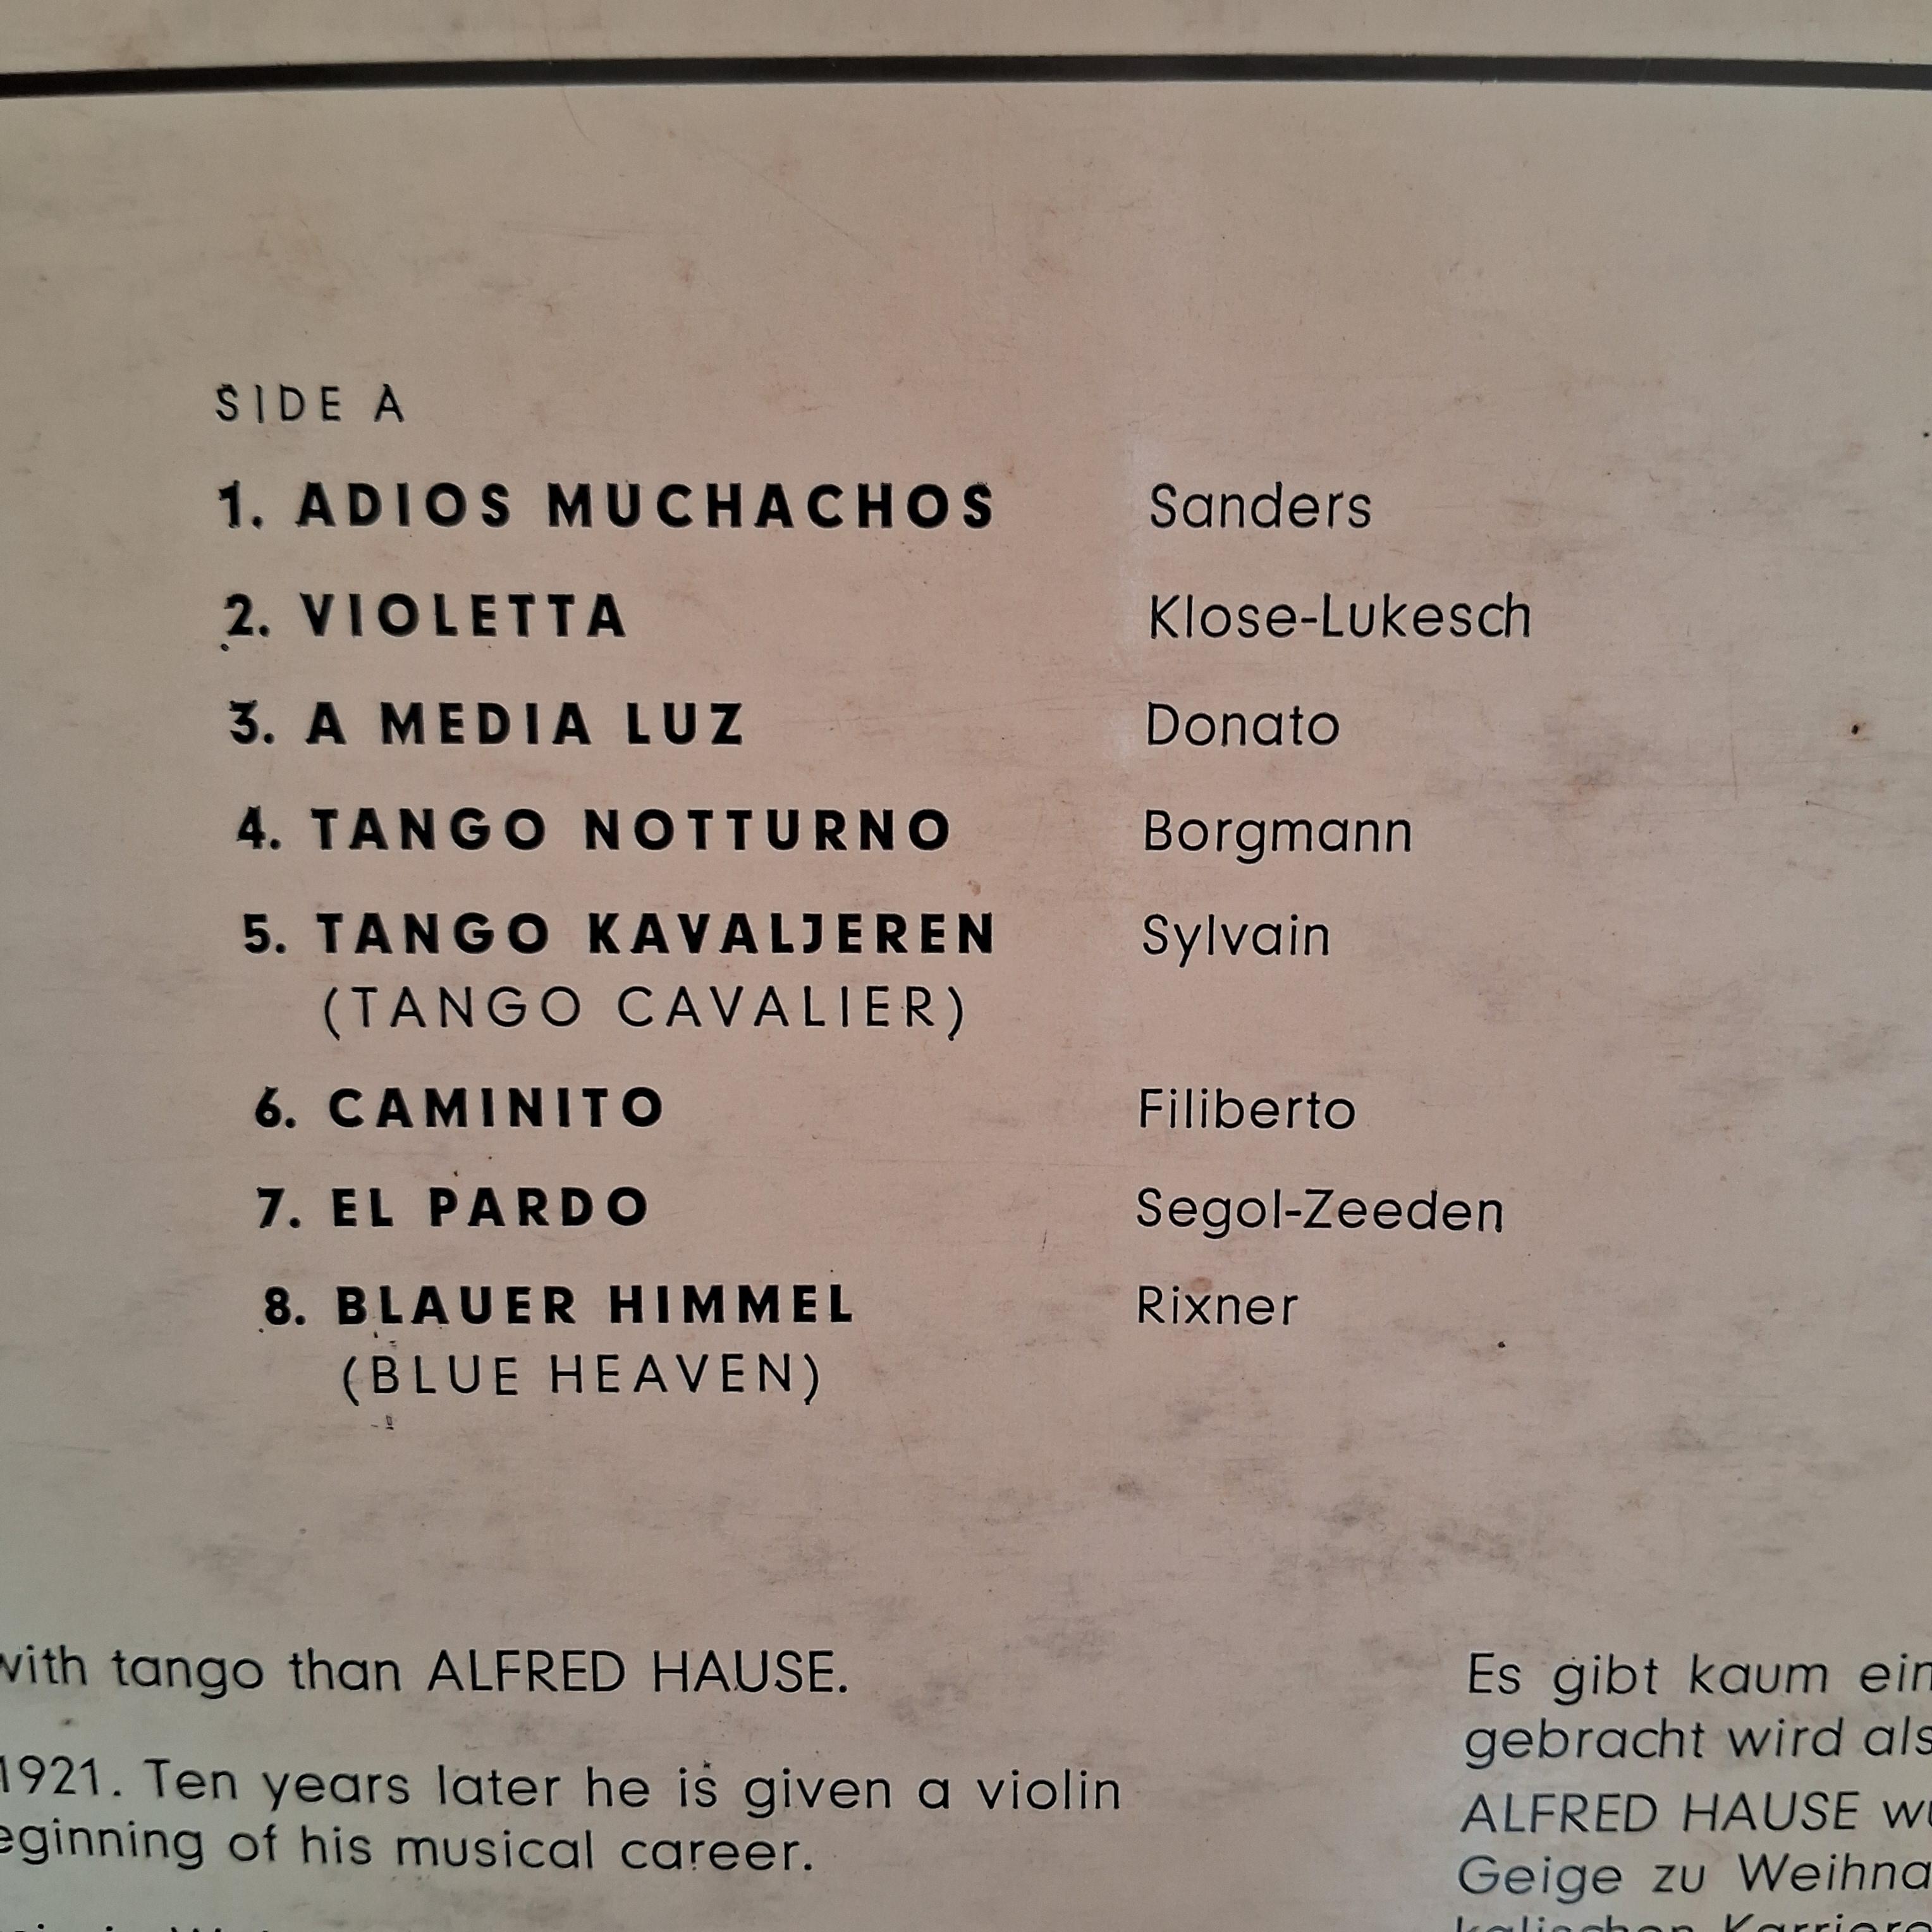 SIDE A
1. ADIOS MUCHACHOS Sanders
2. VIOLETTA Klose-Lukesch
3. A MEDIA LUZ Donato
4. TANGO NOTTURNO Borgmann
5. TANGO KAVALJEREN Sylvain
(TANGO CAVALIER)
6. CAMINITO Filiberto
7. EL PARDO Segol-Zeeden
8. BLAUER HIMMEL Rixner
(BLUE HEAVEN)
with tango than ALFRED HAUSE.
1921. Ten years later he is given a violin
eginning of his musical career.
Es gibt kaum ein
gebracht wird als
ALFRED HAUSE wu
Geige zu Weihna